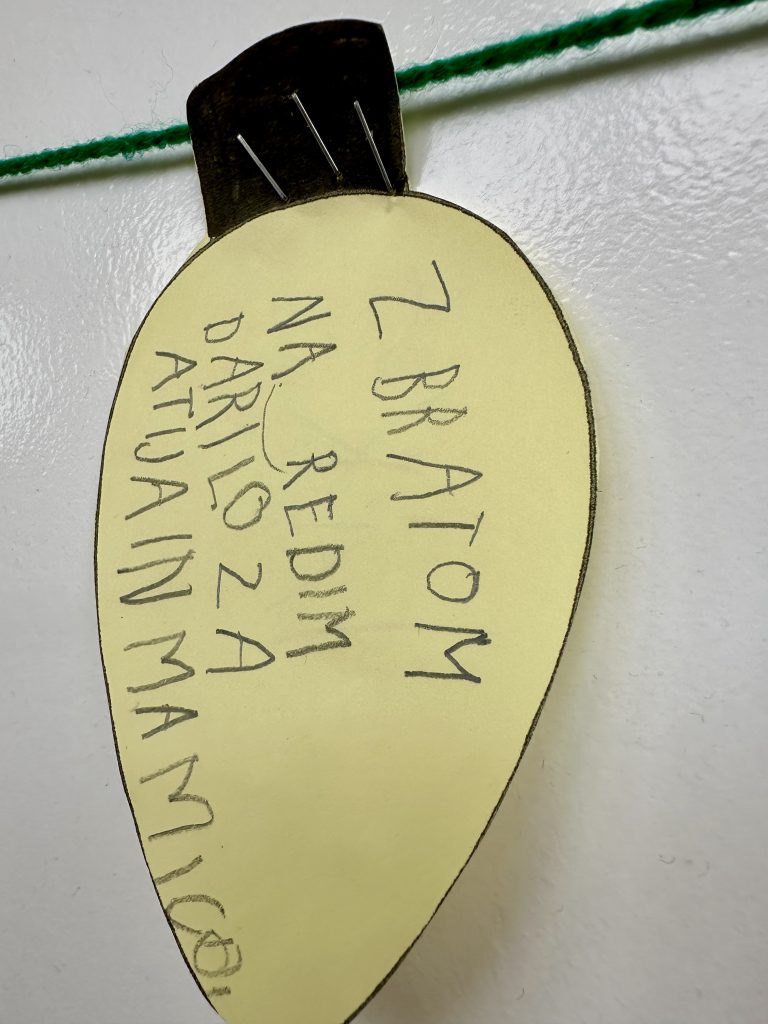 Z BRATOM
NA REDIM
DARILO ZA
ATIJA IN MAMICO.